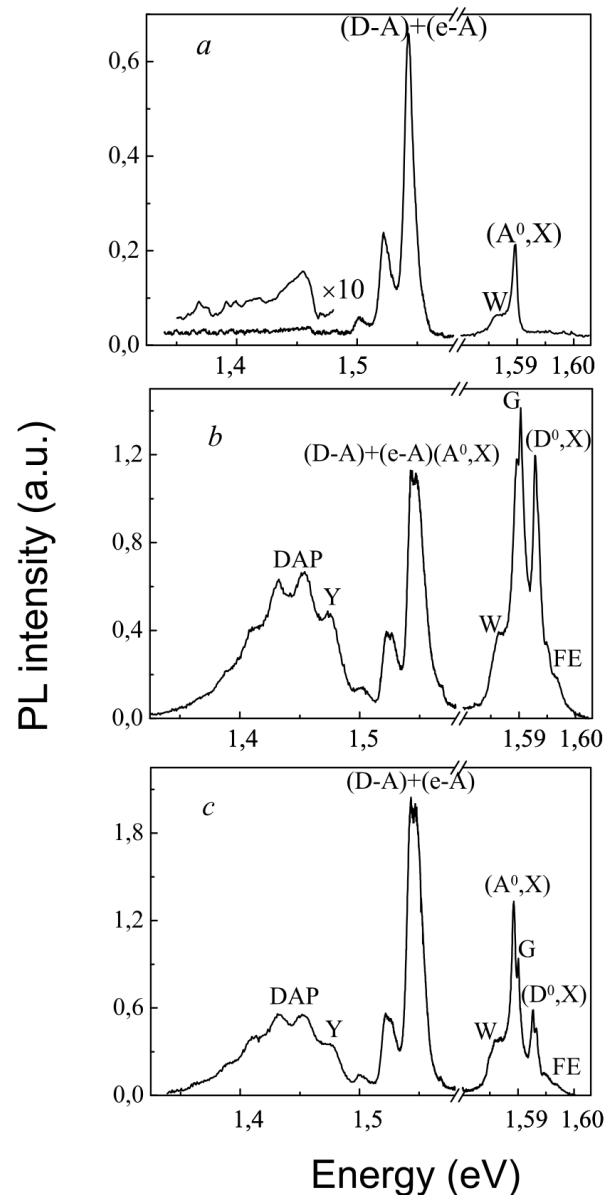 PL intensity (a.u.)
a
(D-A)+(e-A)
0,6
0,4
0,2
0,0
×10
W
(A⁰,X)
1,4
1,5
1,59
1,60
b
1,2
0,8
0,4
0,0
DAP
Y
(D-A)+(e-A)(A⁰,X)
G
(D⁰,X)
W
FE
1,4
1,5
1,59
1,60
c
(D-A)+(e-A)
1,8
1,2
0,6
0,0
DAP
Y
(A⁰,X)
G
(D⁰,X)
W
FE
1,4
1,5
1,59
1,60
Energy (eV)